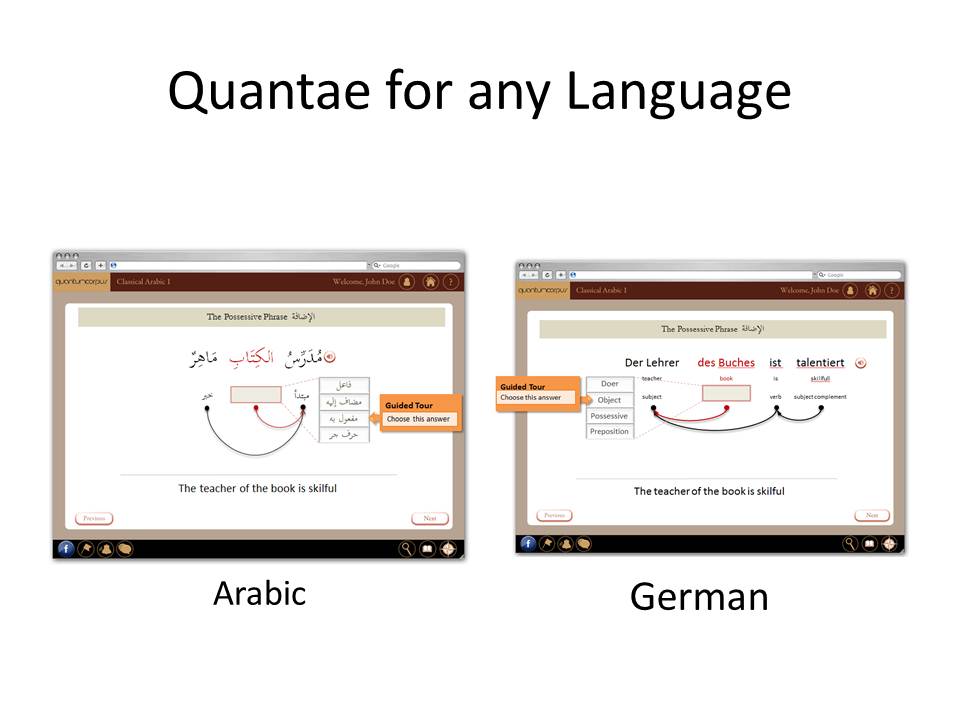 Quantae for any Language
Google
quantumcorpus
Classical Arabic I
Welcome, John Doe
?
The Possessive Phrase الإضافة
مُدَرِّسُ الكِتَابِ مَاهِرٌ
خبر
مبتدأ
فاعل
مضاف إليه
مفعول به
حرف جر
Guided Tour
Choose this answer
The teacher of the book is skilful
Previous
Next
f
Arabic
Google
quantumcorpus
Classical Arabic I
Welcome, John Doe
?
The Possessive Phrase الإضافة
Der Lehrer des Buches ist talentiert
teacher book is skilfull
subject verb subject complement
Guided Tour
Choose this answer
Doer
Object
Possessive
Preposition
The teacher of the book is skilful
Previous
Next
f
German